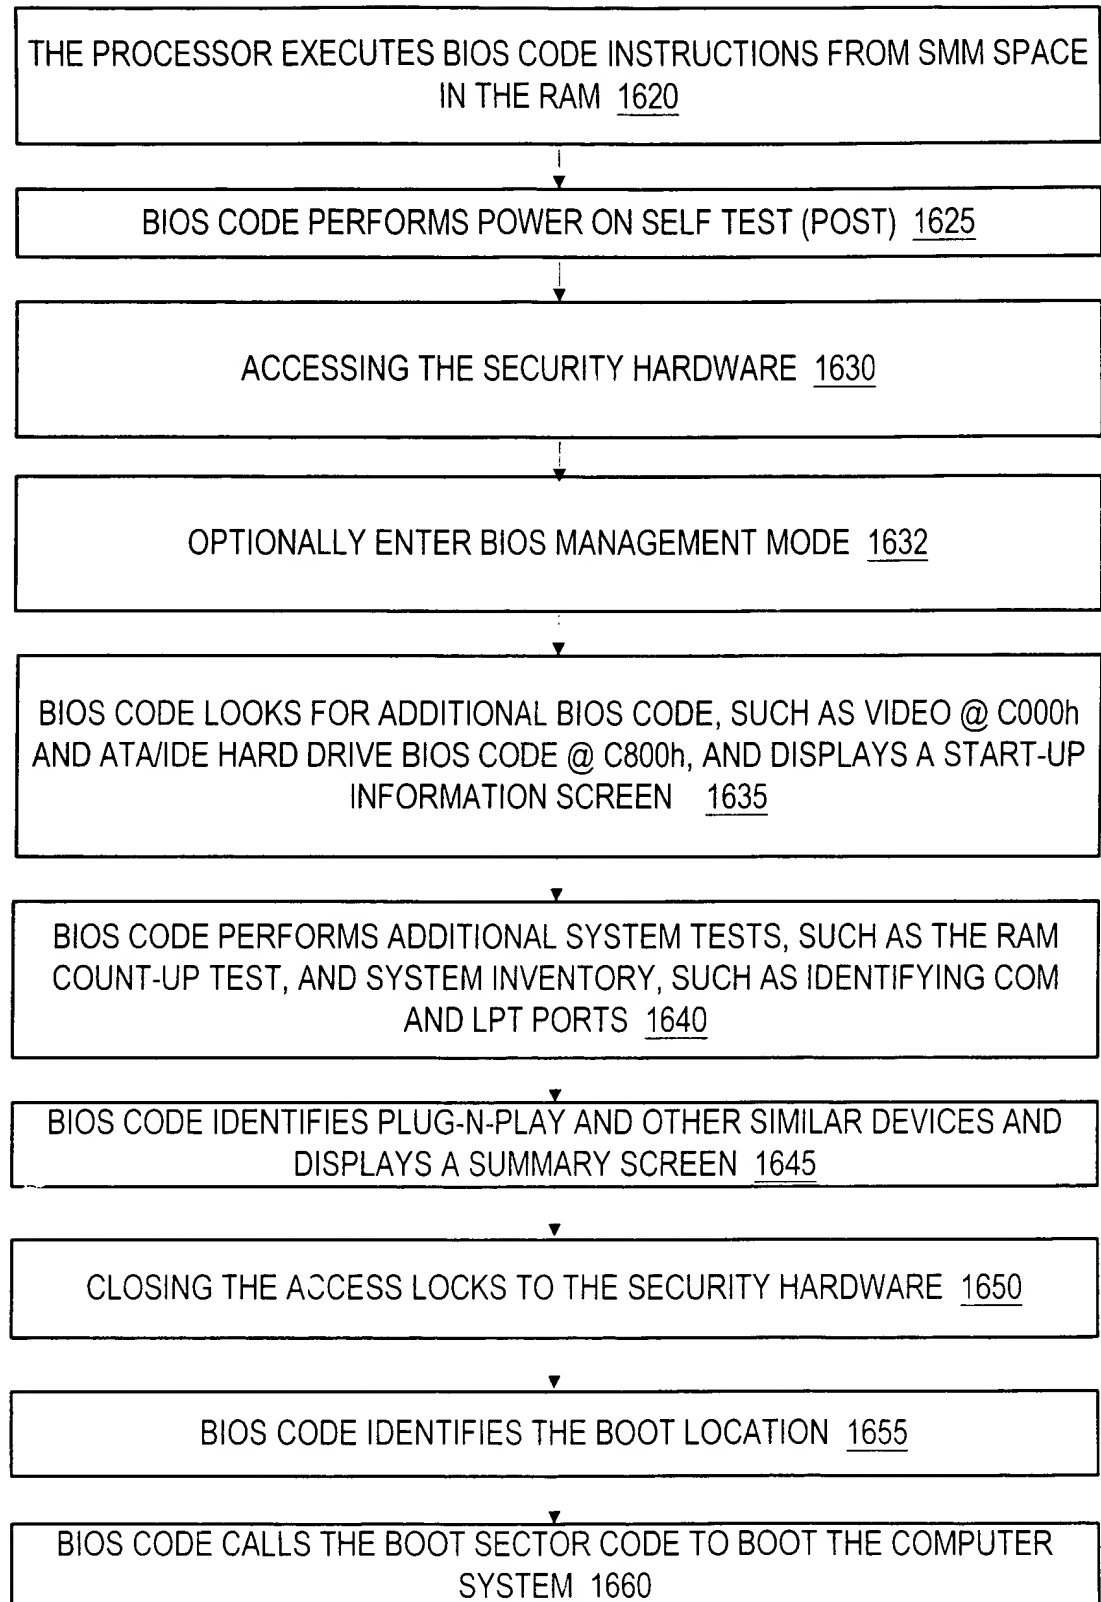 THE PROCESSOR EXECUTES BIOS CODE INSTRUCTIONS FROM SMM SPACE
IN THE RAM 1620
BIOS CODE PERFORMS POWER ON SELF TEST (POST) 1625
ACCESSING THE SECURITY HARDWARE 1630
OPTIONALLY ENTER BIOS MANAGEMENT MODE 1632
BIOS CODE LOOKS FOR ADDITIONAL BIOS CODE, SUCH AS VIDEO @ C000h
AND ATA/IDE HARD DRIVE BIOS CODE @ C800h, AND DISPLAYS A START-UP
INFORMATION SCREEN 1635
BIOS CODE PERFORMS ADDITIONAL SYSTEM TESTS, SUCH AS THE RAM
COUNT-UP TEST, AND SYSTEM INVENTORY, SUCH AS IDENTIFYING COM
AND LPT PORTS 1640
BIOS CODE IDENTIFIES PLUG-N-PLAY AND OTHER SIMILAR DEVICES AND
DISPLAYS A SUMMARY SCREEN 1645
CLOSING THE ACCESS LOCKS TO THE SECURITY HARDWARE 1650
BIOS CODE IDENTIFIES THE BOOT LOCATION 1655
BIOS CODE CALLS THE BOOT SECTOR CODE TO BOOT THE COMPUTER
SYSTEM 1660